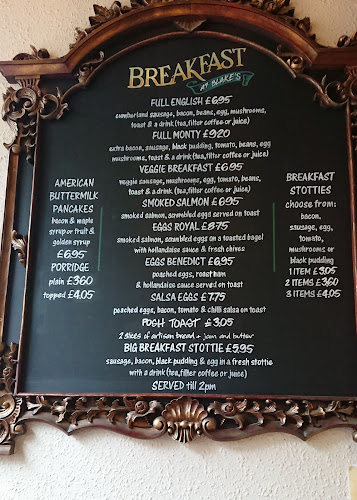 BREAKFAST
AT BLAKE'S
FULL ENGLISH £6.95
cumberland sausage, bacon, beans, egg, mushrooms,
toast & a drink (tea, filter coffee or juice)
FULL MONTY £9.20
extra bacon, sausage, black pudding, tomato, beans, egg
mushrooms, toast & a drink (tea, filter coffee or juice)
VEGGIE BREAKFAST £6.95
veggie sausage, mushrooms, egg, tomato, beans,
toast & a drink (tea, filter coffee or juice)
SMOKED SALMON £6.95
smoked salmon, scrambled eggs served on toast
EGGS ROYAL £8.75
smoked salmon, scrambled eggs on a toasted bagel
with hollandaise sauce & fresh chives
EGGS BENEDICT £6.95
poached eggs, roast ham
& hollandaise sauce served on toast
SALSA EGGS £7.75
poached eggs, bacon, tomato & chilli salsa on toast
POSH TOAST £3.05
2 slices of artisan bread + jam and butter
BIG BREAKFAST STOTTIE £5.95
sausage, bacon, black pudding & egg in a fresh stottie
with a drink (tea, filter coffee or juice)
SERVED till 2pm
AMERICAN
BUTTERMILK
PANCAKES
bacon & maple
syrup or fruit &
golden syrup
£6.95
PORRIDGE
plain £3.60
topped £4.05
BREAKFAST
STOTTIES
choose from:
bacon,
sausage,
egg,
tomato,
mushrooms or
black pudding
1 ITEM £3.05
2 ITEMS £3.60
3 ITEMS £4.05